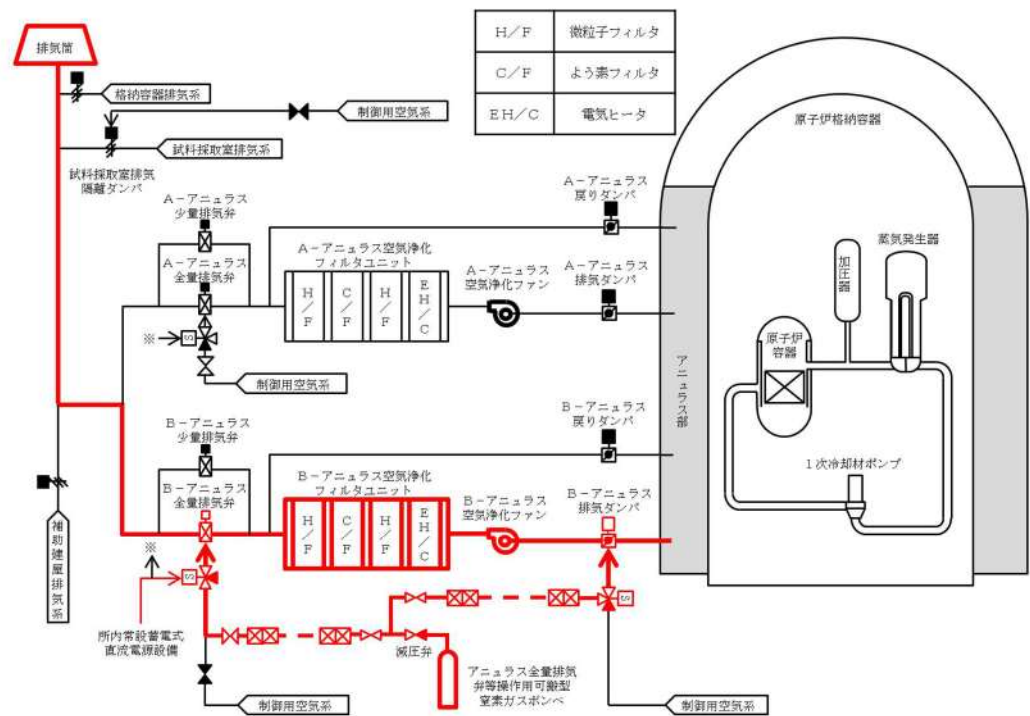 排気筒
H/F
微粒子フィルタ
C/F
よう素フィルタ
EH/C
電気ヒータ
格納容器排気系
制御用空気系
試料採取室排気系
試料採取室排気
隔離ダンパ
原子炉格納容器
A-アニュラス
少量排気弁
A-アニュラス
戻りダンパ
A-アニュラス
全量排気弁
A-アニュラス空気浄化
フィルタユニット
H/F
C/F
H/F
EH/C
A-アニュラス
空気浄化ファン
A-アニュラス
排気ダンパ
蒸気発生器
加圧器
原子炉
容器
※
S
制御用空気系
アニュラス部
B-アニュラス
少量排気弁
B-アニュラス
戻りダンパ
1次冷却材ポンプ
B-アニュラス
全量排気弁
B-アニュラス空気浄化
フィルタユニット
H/F
C/F
H/F
EH/C
B-アニュラス
空気浄化ファン
B-アニュラス
排気ダンパ
補助建屋排気系
※
S
S
所内常設蓄電式
直流電源設備
減圧弁
アニュラス全量排気
弁等操作用可搬型
窒素ガスボンベ
制御用空気系
制御用空気系